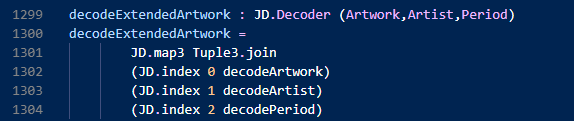 1299 decodeExtendedArtwork : JD.Decoder (Artwork,Artist,Period)
1300 decodeExtendedArtwork =
1301 JD.map3 Tuple3.join
1302 (JD.index 0 decodeArtwork)
1303 (JD.index 1 decodeArtist)
1304 (JD.index 2 decodePeriod)